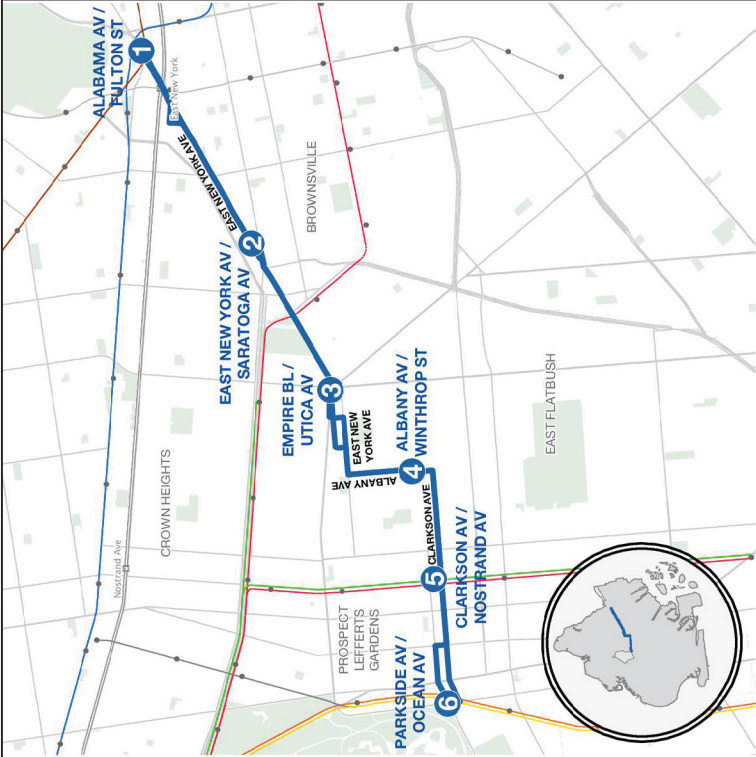 1
ALABAMA AV /
FULTON ST
East New York
EAST NEW YORK AVE
BROWNSVILLE
2
EAST NEW YORK AV /
SARATOGA AV
3
EMPIRE BL /
UTICA AV
EAST NEW
YORK AVE
ALBANY AVE
4
ALBANY AV /
WINTHROP ST
EAST FLATBUSH
CROWN HEIGHTS
Nostrand Ave
CLARKSON AVE
5
CLARKSON AV /
NOSTRAND AV
PROSPECT
LEFFERTS
GARDENS
6
PARKSIDE AV /
OCEAN AV